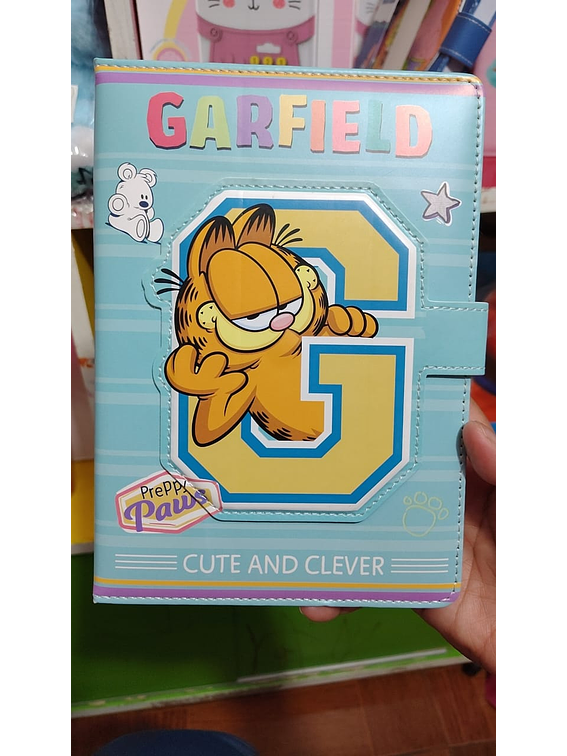 GARFIELD
G
PrePPy
Paws
CUTE AND CLEVER